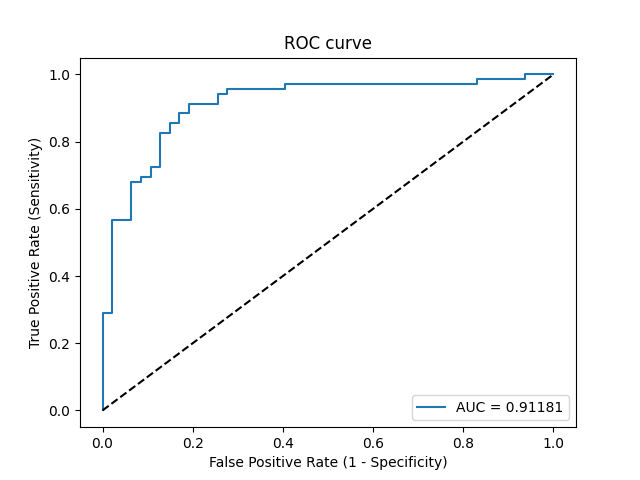 ROC curve
True Positive Rate (Sensitivity)
1.0
0.8
0.6
0.4
0.2
0.0
AUC = 0.91181
0.0 0.2 0.4 0.6 0.8 1.0
False Positive Rate (1 - Specificity)